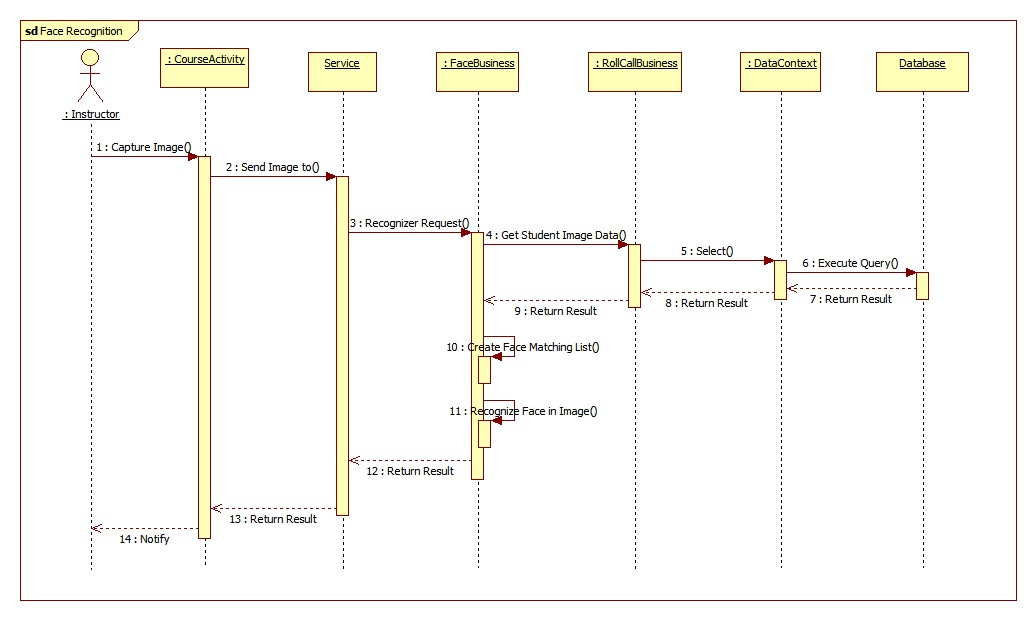 sd Face Recognition
: Instructor
: CourseActivity
Service
: FaceBusiness
: RollCallBusiness
: DataContext
Database
1 : Capture Image()
2 : Send Image to()
3 : Recognizer Request()
4 : Get Student Image Data()
5 : Select()
6 : Execute Query()
7 : Return Result
8 : Return Result
9 : Return Result
10 : Create Face Matching List()
11 : Recognize Face in Image()
12 : Return Result
13 : Return Result
14 : Notify